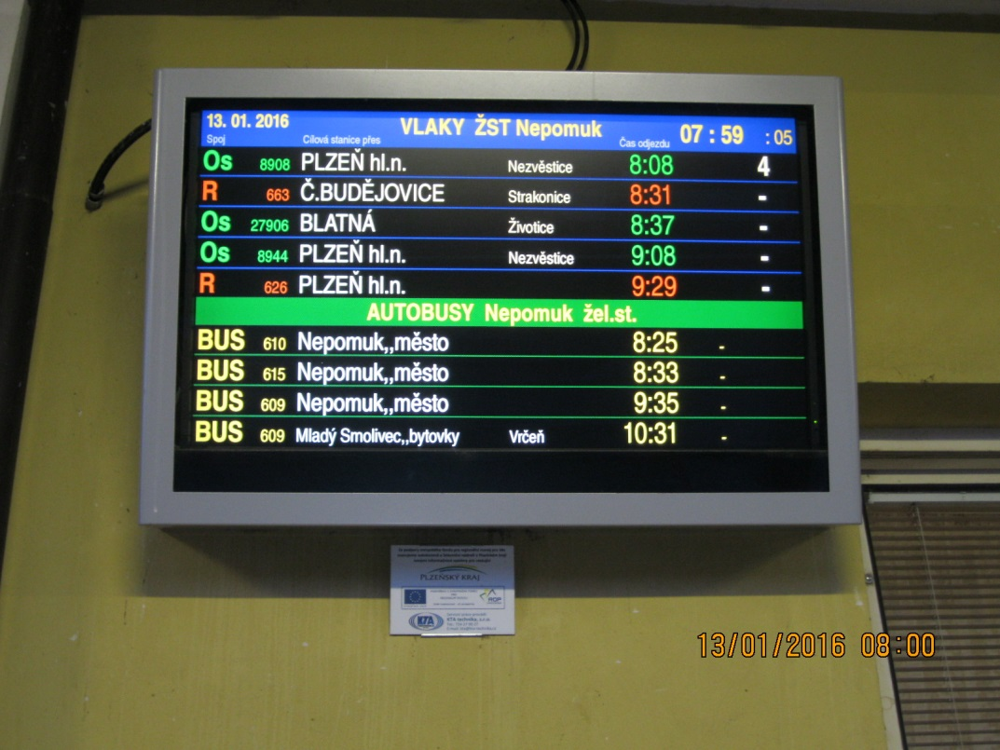 13. 01. 2016 VLAKY ŽST Nepomuk 07 : 59 : 05
Spoj Cílová stanice přes Čas odjezdu
Os 8908 PLZEŇ hl.n. Nezvěstice 8:08 4
R 663 Č.BUDĚJOVICE Strakonice 8:31 -
Os 27906 BLATNÁ Životice 8:37 -
Os 8944 PLZEŇ hl.n. Nezvěstice 9:08 -
R 626 PLZEŇ hl.n. 9:29 -
AUTOBUSY Nepomuk žel.st.
BUS 610 Nepomuk,,město 8:25 -
BUS 615 Nepomuk,,město 8:33 -
BUS 609 Nepomuk,,město 9:35 -
BUS 609 Mladý Smolivec,,bytovky Vrčeň 10:31 -
PLZEŇSKÝ KRAJ
ROP
KTA
KTA technika, s.r.o.
13/01/2016 08:00